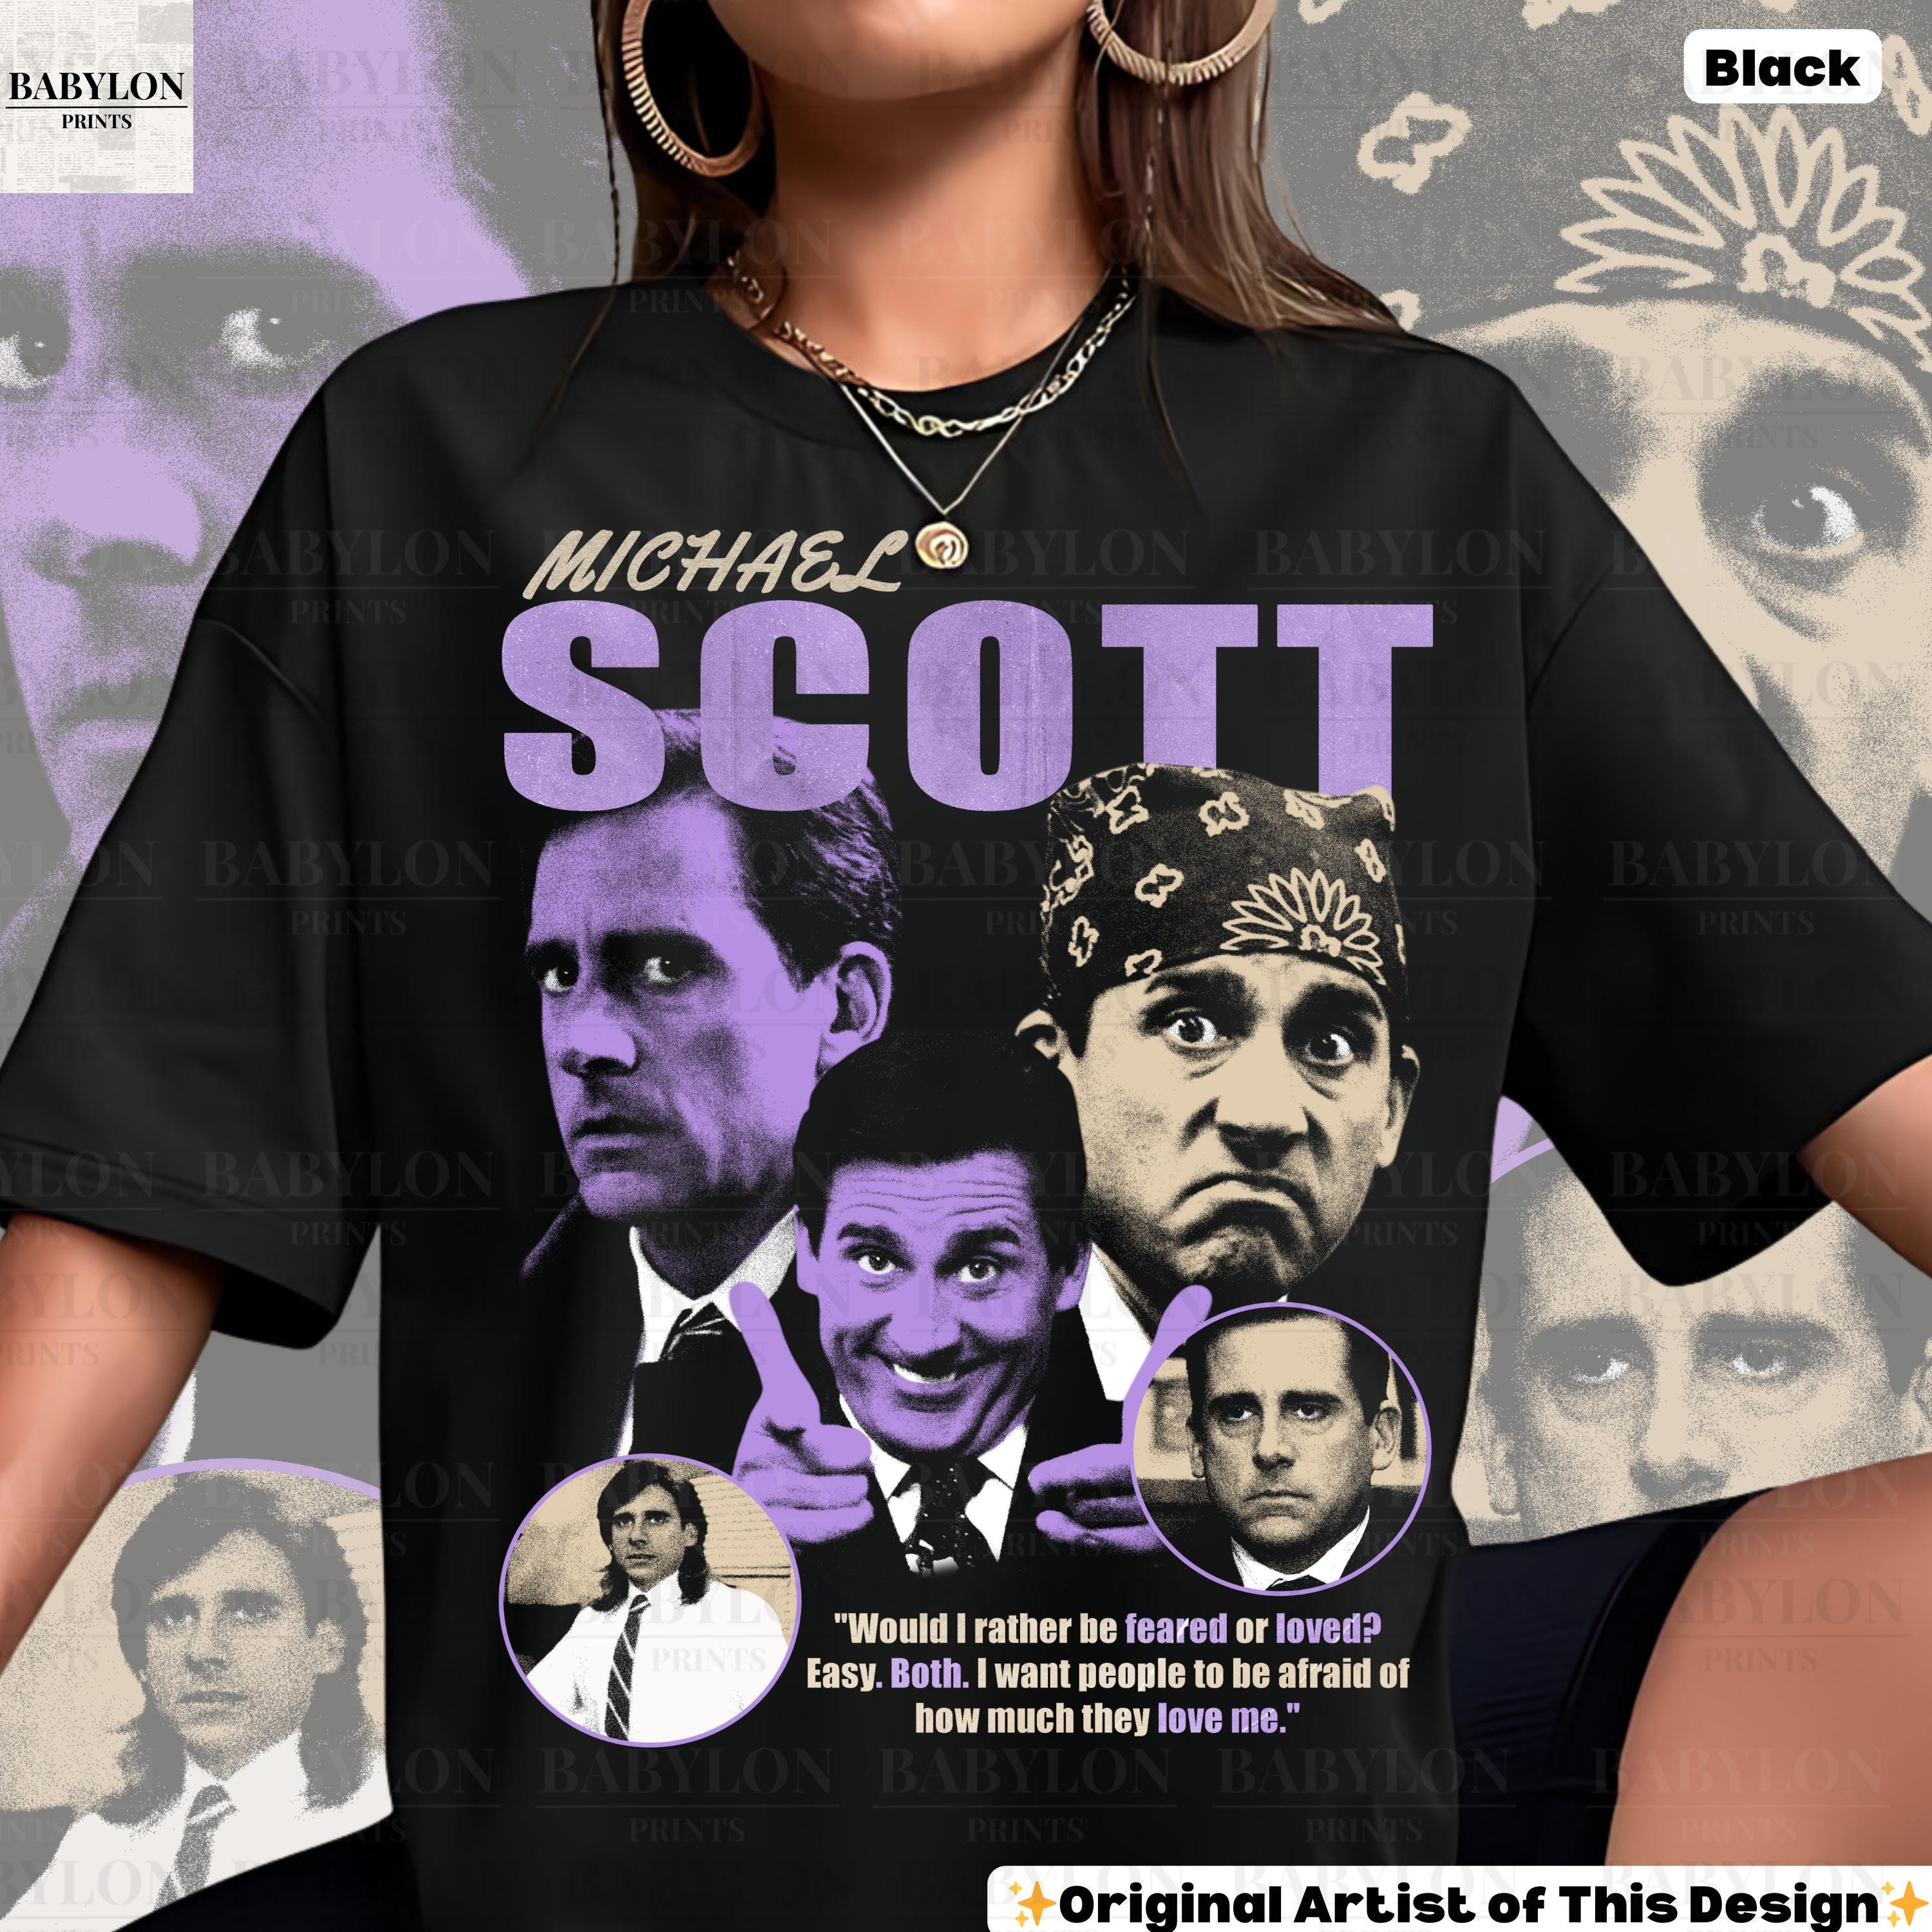 BABYLON
PRINTS
Black
MICHAEL
SCOTT
"Would I rather be feared or loved?
Easy. Both. I want people to be afraid of
how much they love me."
✨Original Artist of This Design✨